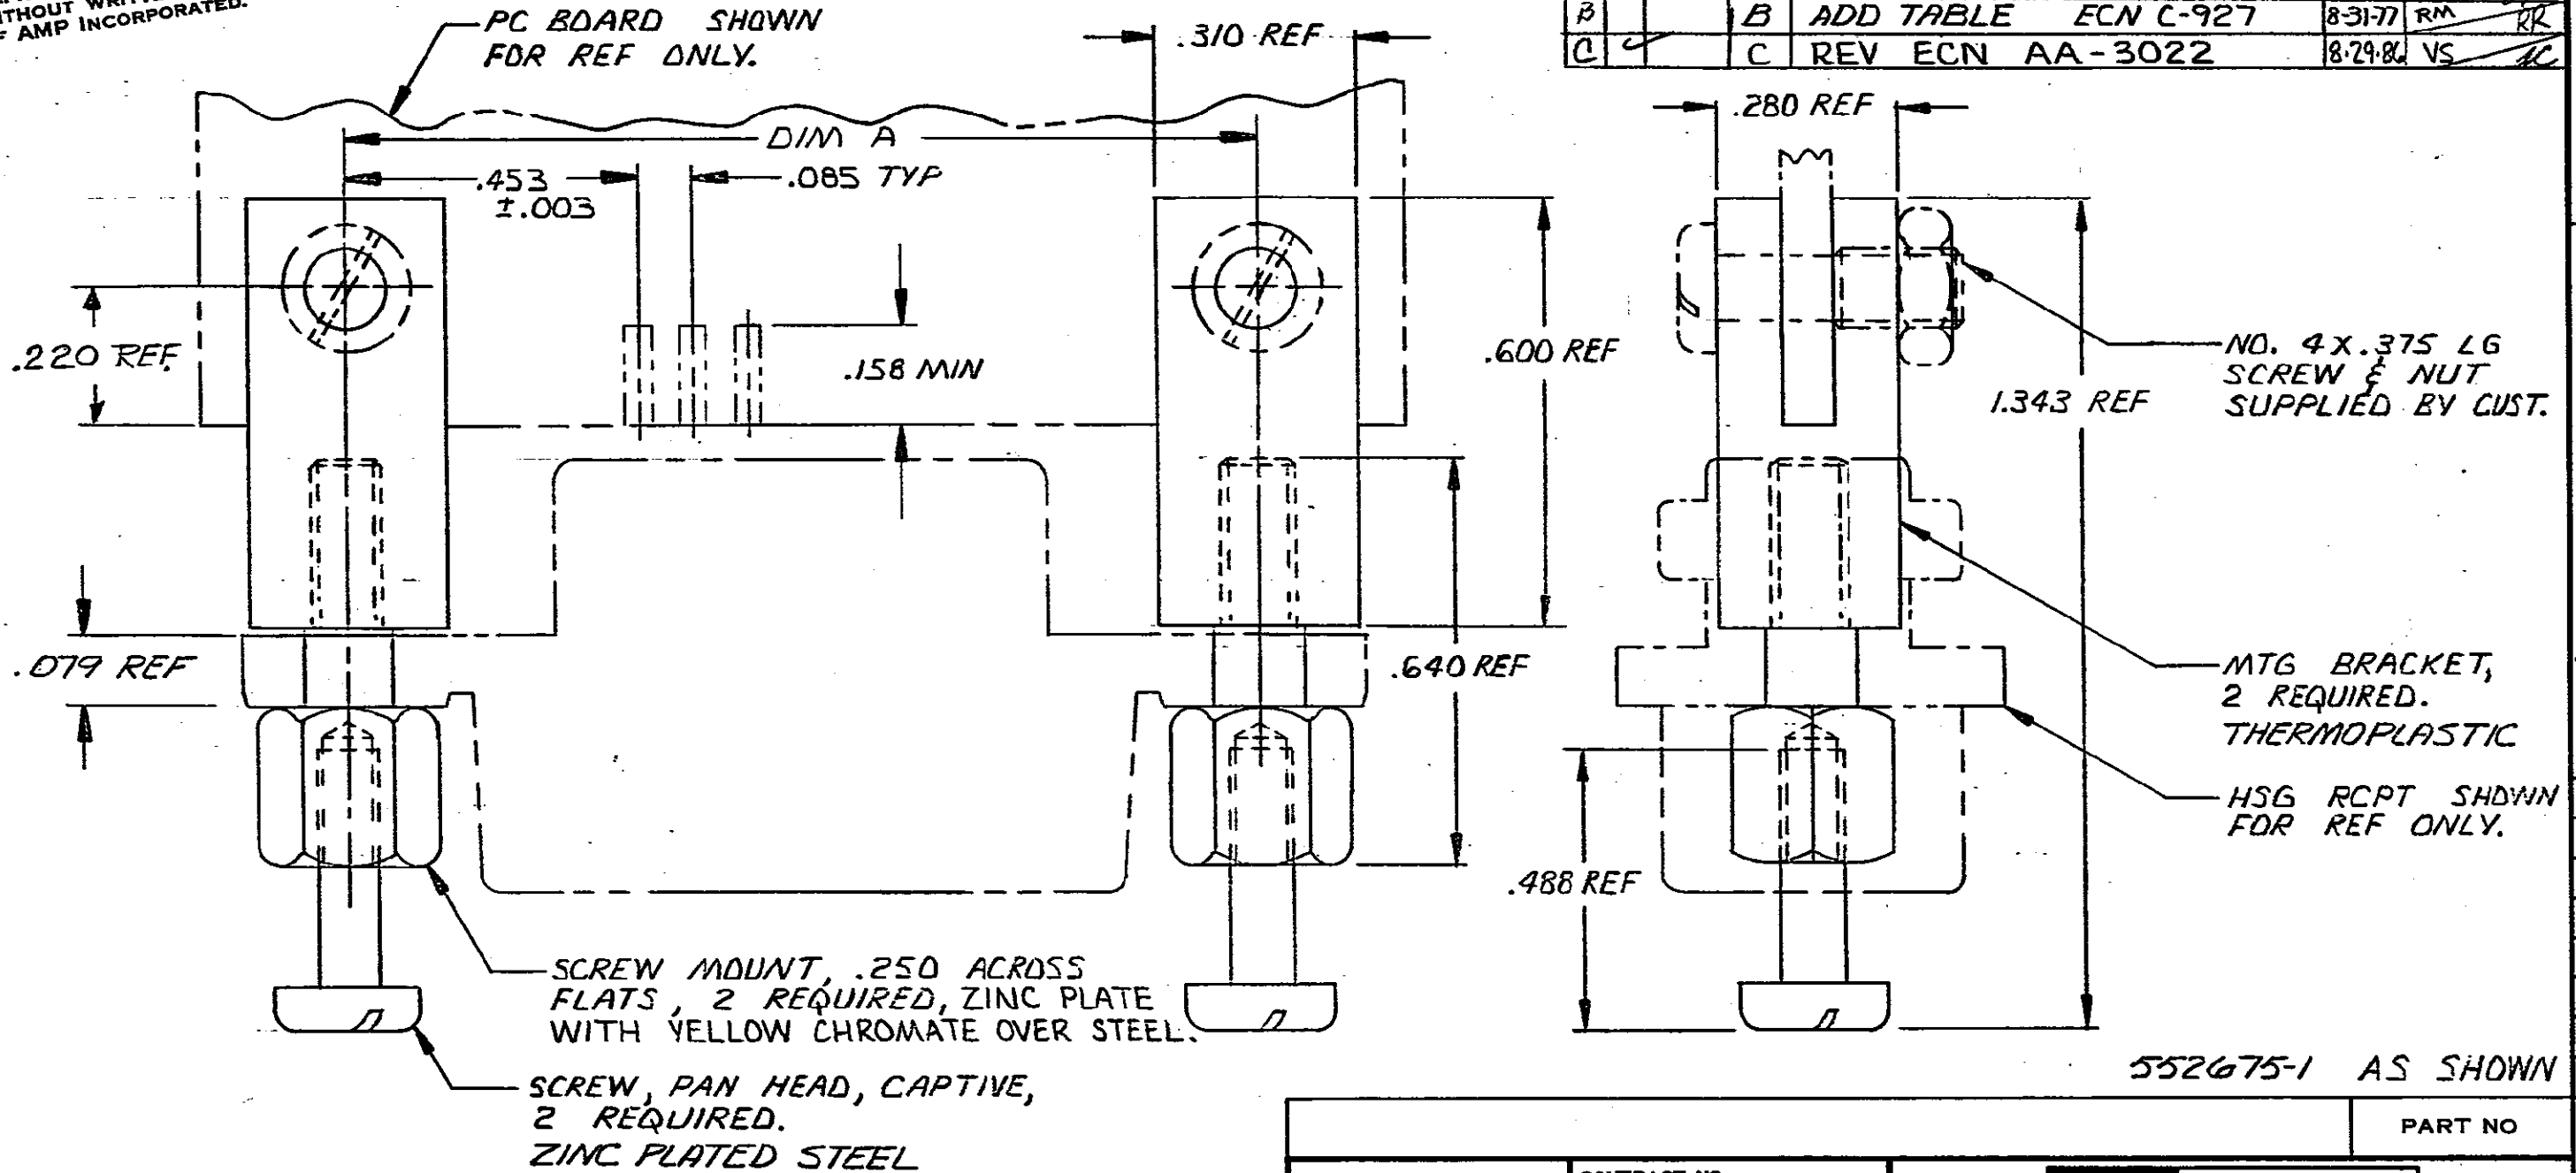 AMP INCORPORATED.
PC BOARD SHOWN
FOR REF ONLY.
.310 REF
B B ADD TABLE ECN C-927 8-31-77 RM RR
C C REV ECN AA-3022 8-29-86 VS
DIM A
.280 REF
.453
±.003
.085 TYP
.220 REF.
.158 MIN
.600 REF
1.343 REF
NO. 4 X .375 LG
SCREW & NUT
SUPPLIED BY CUST.
.079 REF
.640 REF
MTG BRACKET,
2 REQUIRED.
THERMOPLASTIC
HSG RCPT SHOWN
FOR REF ONLY.
.488 REF
SCREW MOUNT, .250 ACROSS
FLATS, 2 REQUIRED, ZINC PLATE
WITH YELLOW CHROMATE OVER STEEL.
SCREW, PAN HEAD, CAPTIVE,
2 REQUIRED.
ZINC PLATED STEEL
552675-1 AS SHOWN
PART NO